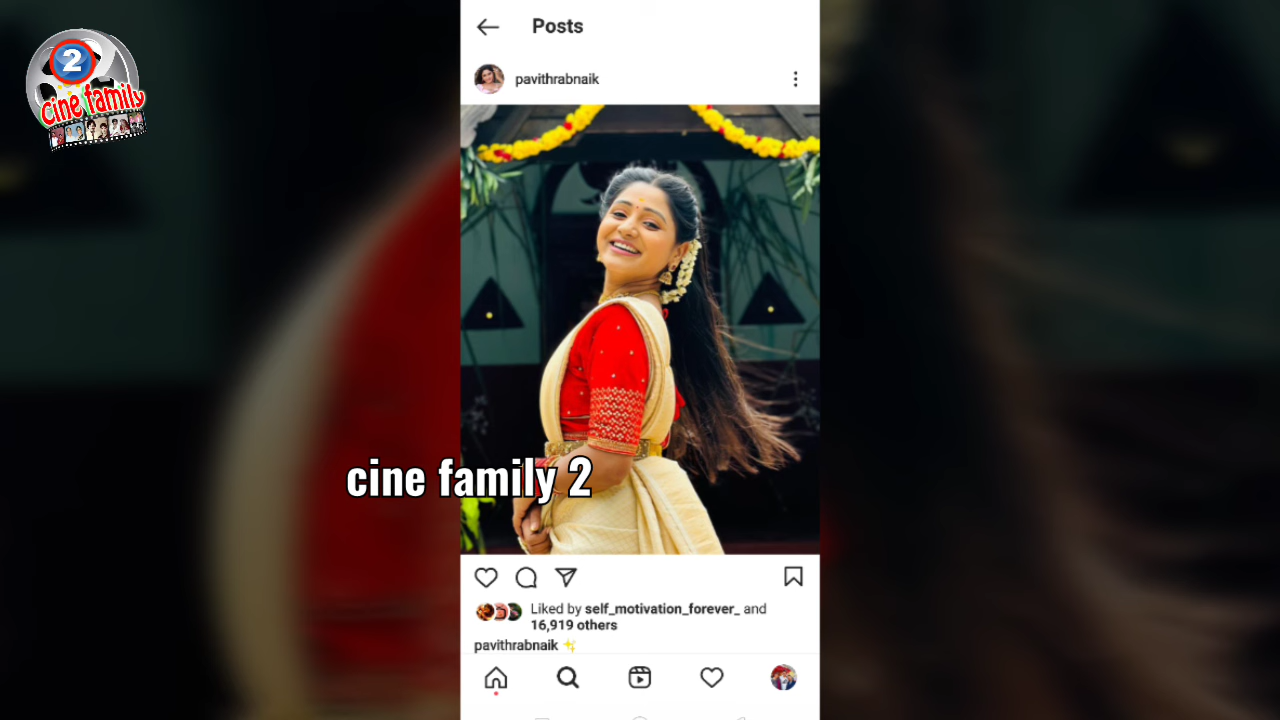 2
cine family
Posts
pavithrabnaik
cine family 2
Liked by self_motivation_forever_ and
16,919 others
pavithrabnaik ✨